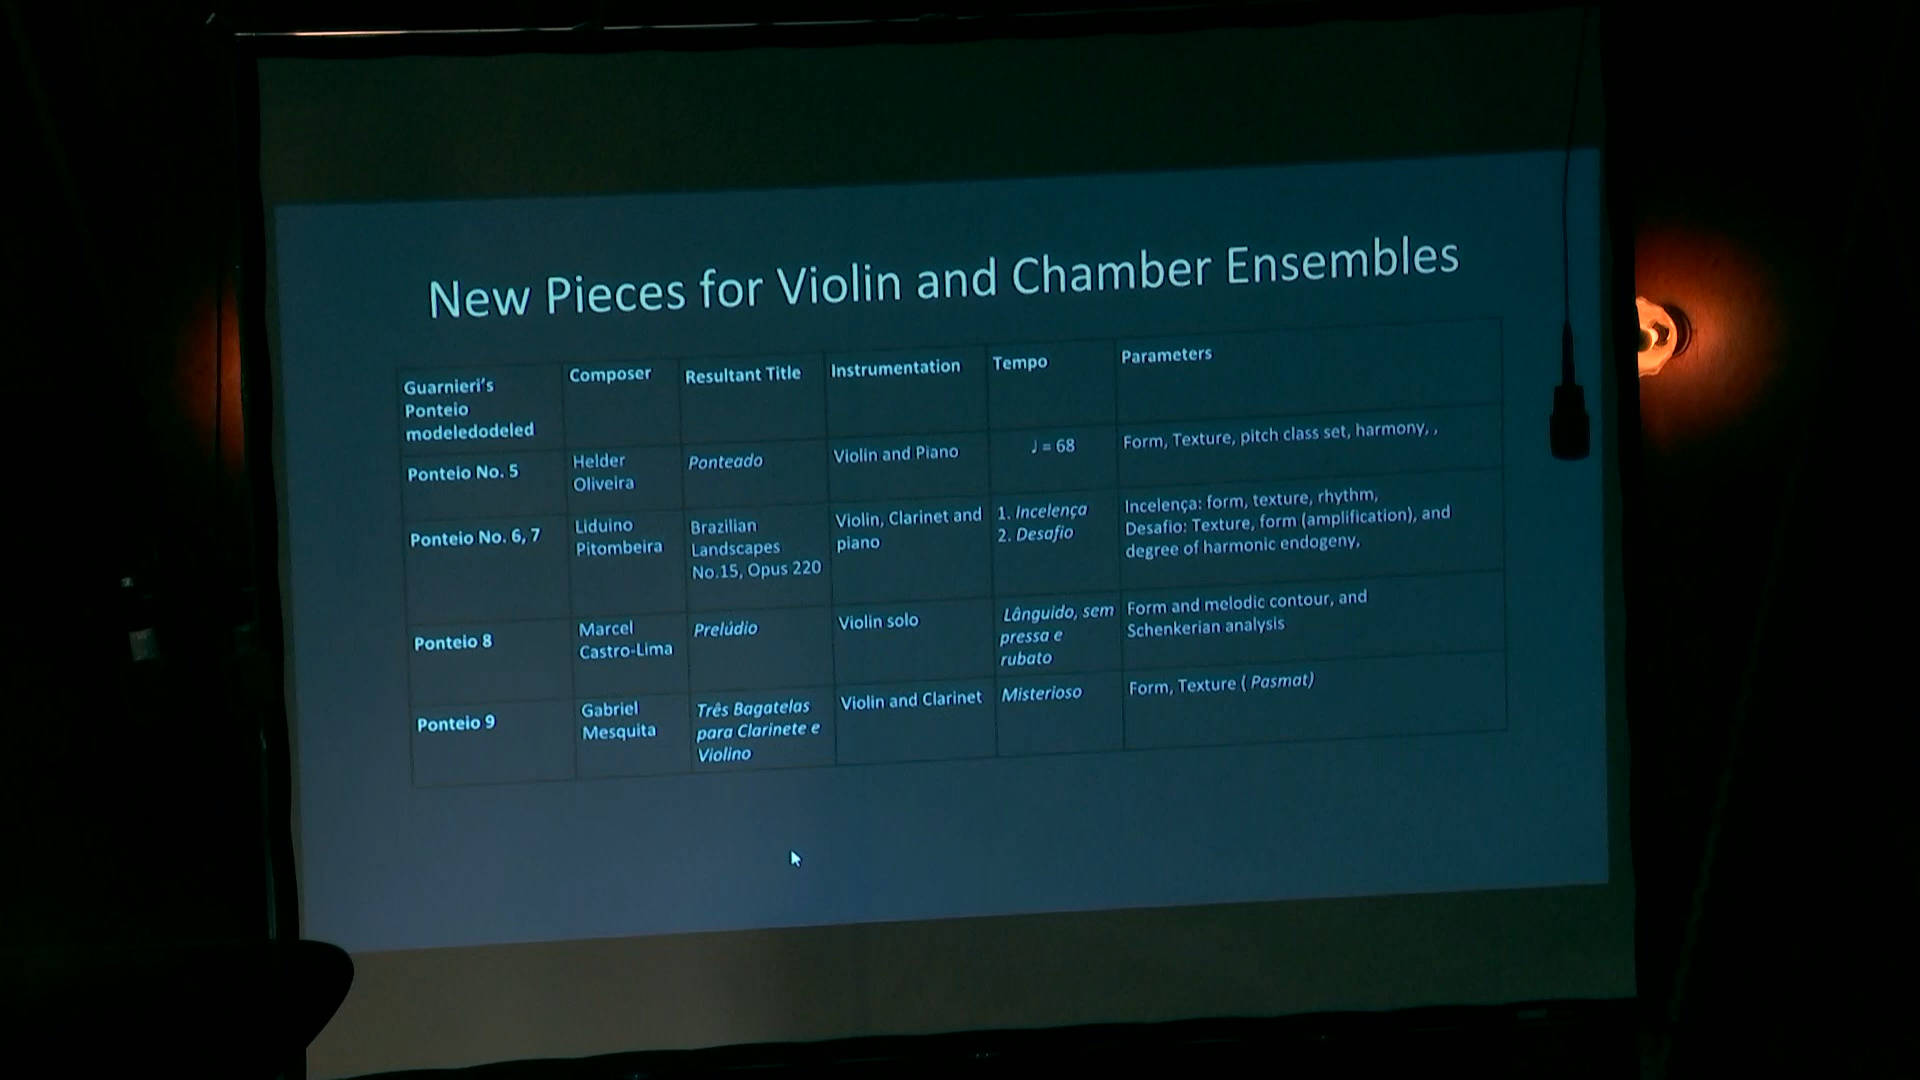 New Pieces for Violin and Chamber Ensembles
Guarnieri's
Ponteio
modeledodeled
Composer
Resultant Title
Instrumentation
Tempo
Parameters
Ponteio No. 5
Helder
Oliveira
Ponteado
Violin and Piano
♩ = 68
Form, Texture, pitch class set, harmony, ,
Ponteio No. 6, 7
Liduino
Pitombeira
Brazilian
Landscapes
No.15, Opus 220
Violin, Clarinet and
piano
1. Incelença
2. Desafio
Incelença: form, texture, rhythm,
Desafio: Texture, form (amplification), and
degree of harmonic endogeny,
Ponteio 8
Marcel
Castro-Lima
Prelúdio
Violin solo
Lânguido, sem
pressa e
rubato
Form and melodic contour, and
Schenkerian analysis
Ponteio 9
Gabriel
Mesquita
Três Bagatelas
para Clarinete e
Violino
Violin and Clarinet
Misterioso
Form, Texture ( Pasmat)